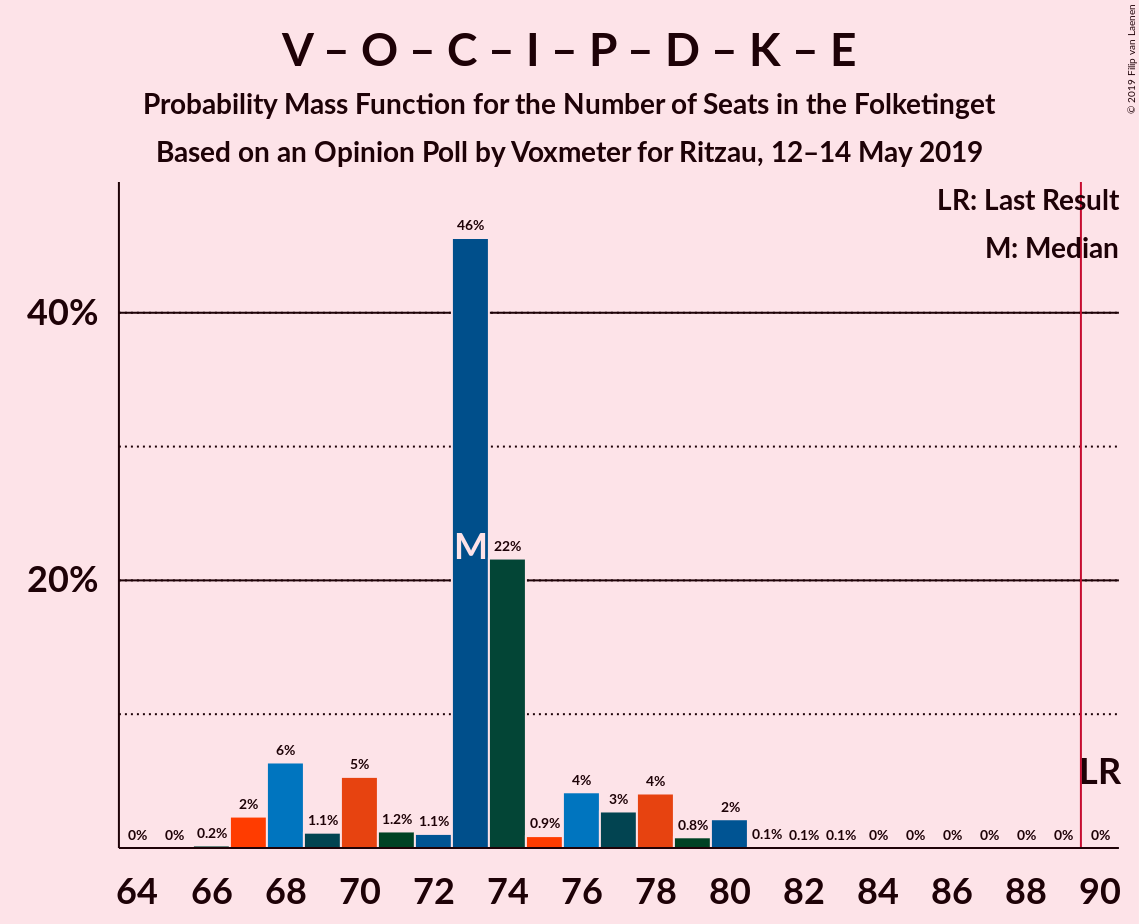 V – O – C – I – P – D – K – E
Probability Mass Function for the Number of Seats in the Folketinget
Based on an Opinion Poll by Voxmeter for Ritzau, 12–14 May 2019
© 2019 Filip van Laenen
LR: Last Result
M: Median
40%
20%
0% 0% 0.2% 2% 6% 1.1% 5% 1.2% 1.1% 46% 22% 0.9% 4% 3% 4% 0.8% 2% 0.1% 0.1% 0.1% 0% 0% 0% 0% 0% 0% 0%
M
LR
64 66 68 70 72 74 76 78 80 82 84 86 88 90